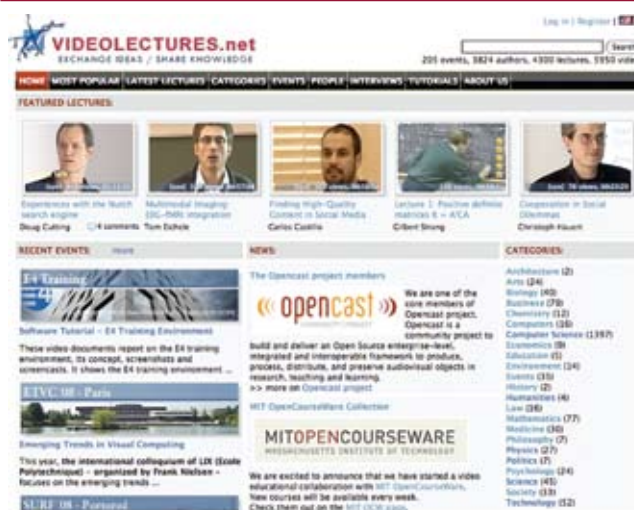 Log in | Register |
VIDEOLECTURES.net
EXCHANGE IDEAS / SHARE KNOWLEDGE
Search
205 events, 3824 authors, 4300 lectures, 5950 vide
HOME MOST POPULAR LATEST LECTURES CATEGORIES EVENTS PEOPLE INTERVIEWS TUTORIALS ABOUT US
FEATURED LECTURES:
Experiences with the Nutch
search engine
Doug Cutting 4 comments
Multimodal Imaging:
EEG-fMRI integration
Tom Eichele
Finding High-Quality
Content in Social Media
Carlos Castillo
Lecture 1: Positive definite
matrices K = A'CA
Gilbert Strang
Cooperation in Social
Dilemmas
Christoph Hauert
RECENT EVENTS: more
E4 Training
Software Tutorial - E4 Training Environment
These video documents report on the E4 training
environment, its concept, screenshots and
screencasts. It shows the E4 training environment ...
ETVC 08 - Paris
Emerging Trends in Visual Computing
This year, the international colloquium of LIX (Ecole
Polytechnique) - organized by Frank Nielsen -
focuses on the emerging trends ...
SURF 08 - Portugal
NEWS:
The Opencast project members
opencast
We are one of the
core members of
Opencast project.
Opencast is a
community project to
build and deliver an Open Source enterprise-level,
integrated and interoperable framework to produce,
process, distribute, and preserve audiovisual objects in
research, teaching and learning.
>> more on Opencast project
MIT OpenCourseWare Collection
MITOPENCOURSEWARE
MASSACHUSETTS INSTITUTE OF TECHNOLOGY
We are excited to announce that we have started a video
educational collaboration with MIT OpenCourseWare.
New courses will be available every week.
Check them out on the MIT OCW page.
CATEGORIES:
Architecture (2)
Arts (24)
Biology (40)
Business (78)
Chemistry (12)
Computers (16)
Computer Science (1397)
Economics (9)
Education (5)
Environment (14)
Events (35)
History (2)
Humanities (4)
Law (36)
Mathematics (77)
Medicine (30)
Philosophy (7)
Physics (27)
Politics (7)
Psychology (24)
Science (45)
Society (33)
Technology (52)